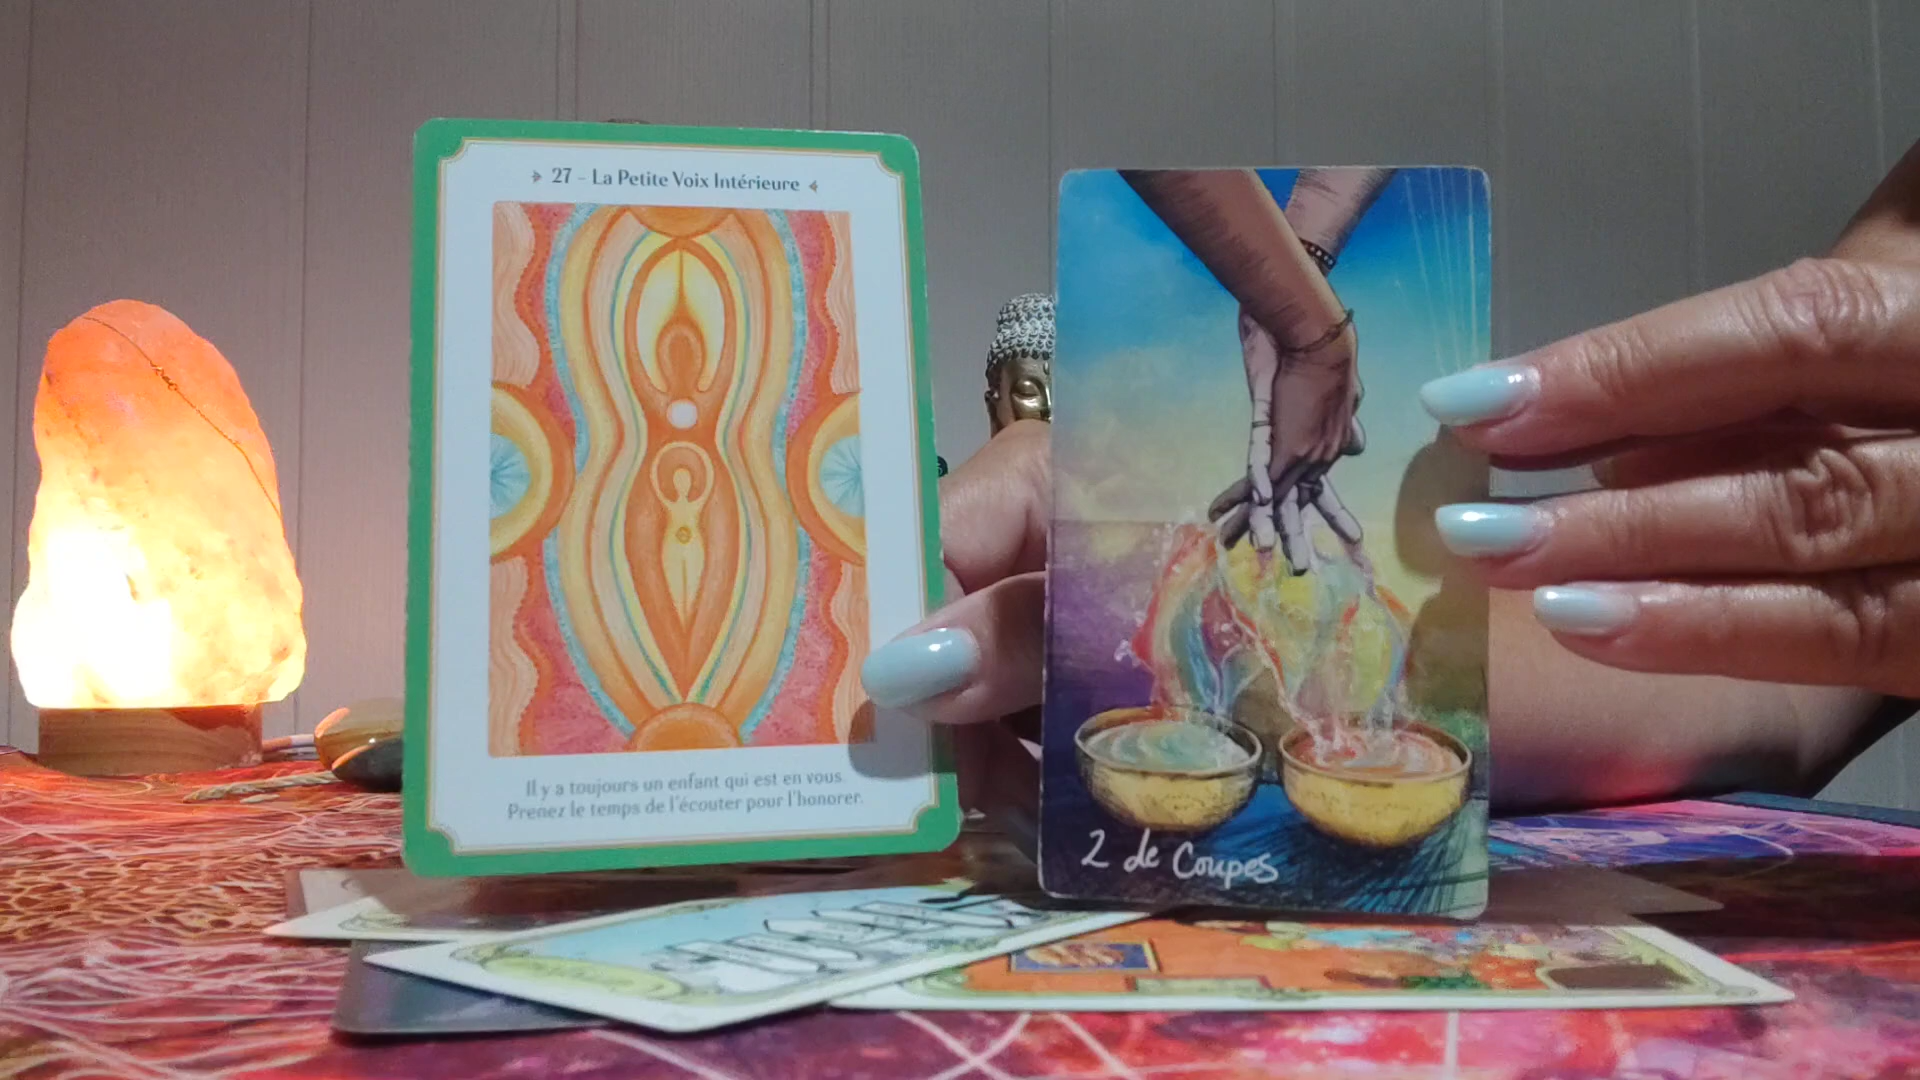 27 - La Petite Voix Intérieure
Il y a toujours un enfant qui est en vous.
Prenez le temps de l'écouter pour l'honorer.
2 de Coupes